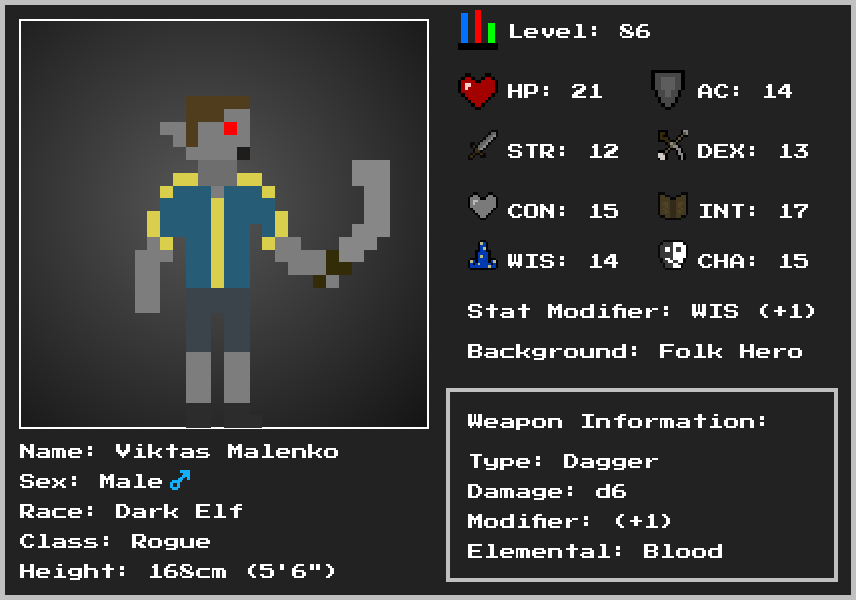 Level: 86
HP: 21 AC: 14
STR: 12 DEX: 13
CON: 15 INT: 17
WIS: 14 CHA: 15
Stat Modifier: WIS (+1)
Background: Folk Hero
Weapon Information:
Type: Dagger
Damage: d6
Modifier: (+1)
Elemental: Blood
Name: Viktas Malenko
Sex: Male♂
Race: Dark Elf
Class: Rogue
Height: 168cm (5'6")